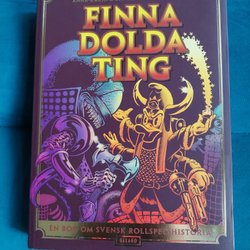 FINNA
DOLDA
TING
EN BOK OM SVENSK ROLLSPELSHISTORIA